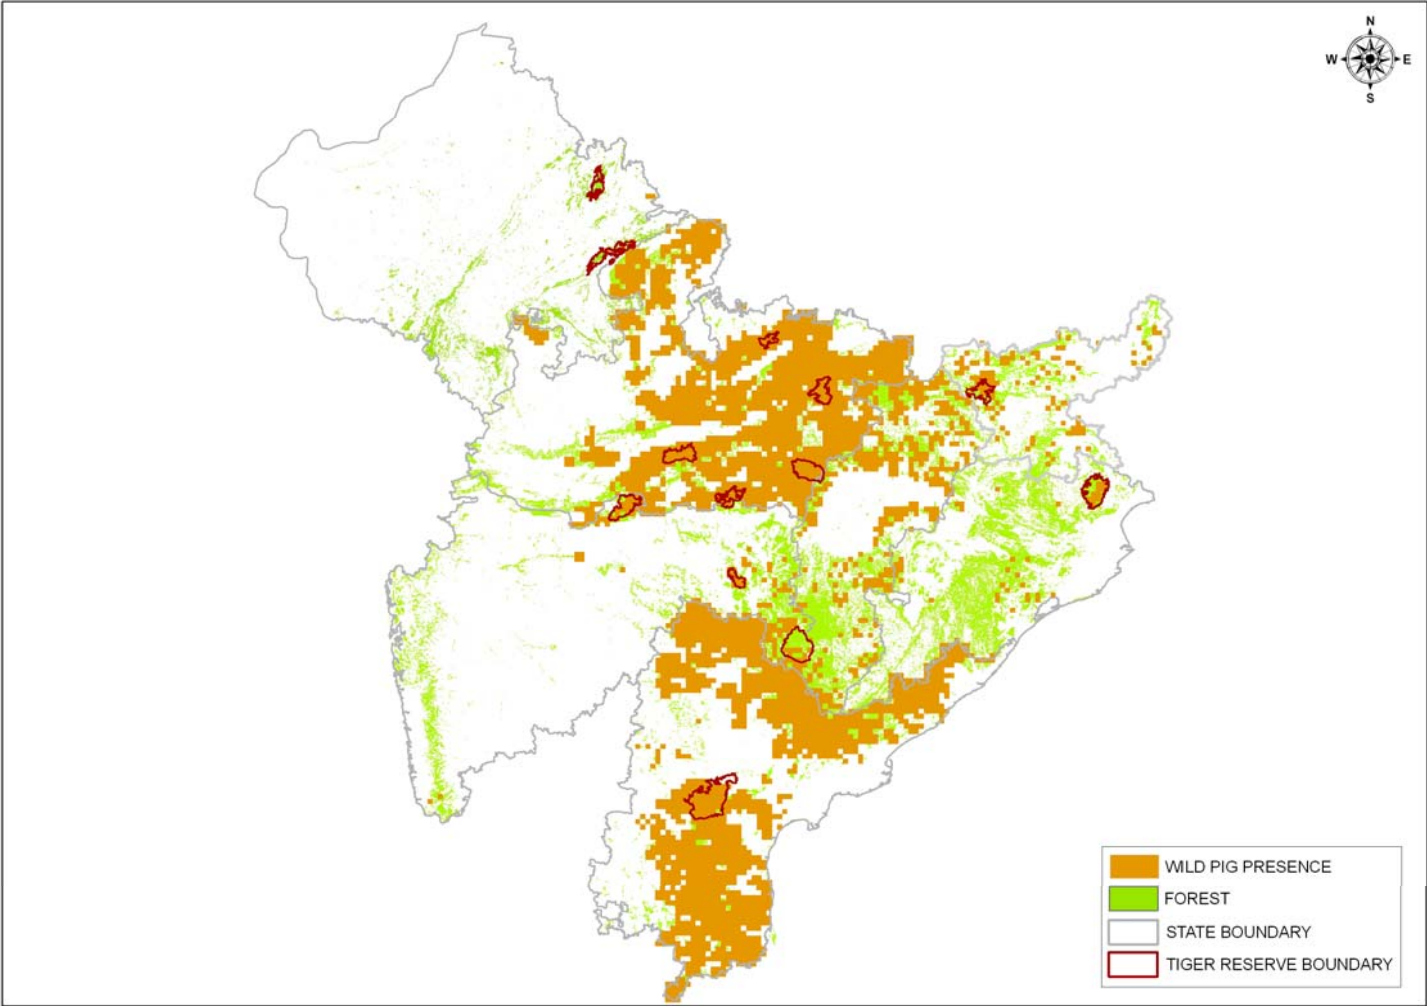 N
W E
S
WILD PIG PRESENCE
FOREST
STATE BOUNDARY
TIGER RESERVE BOUNDARY